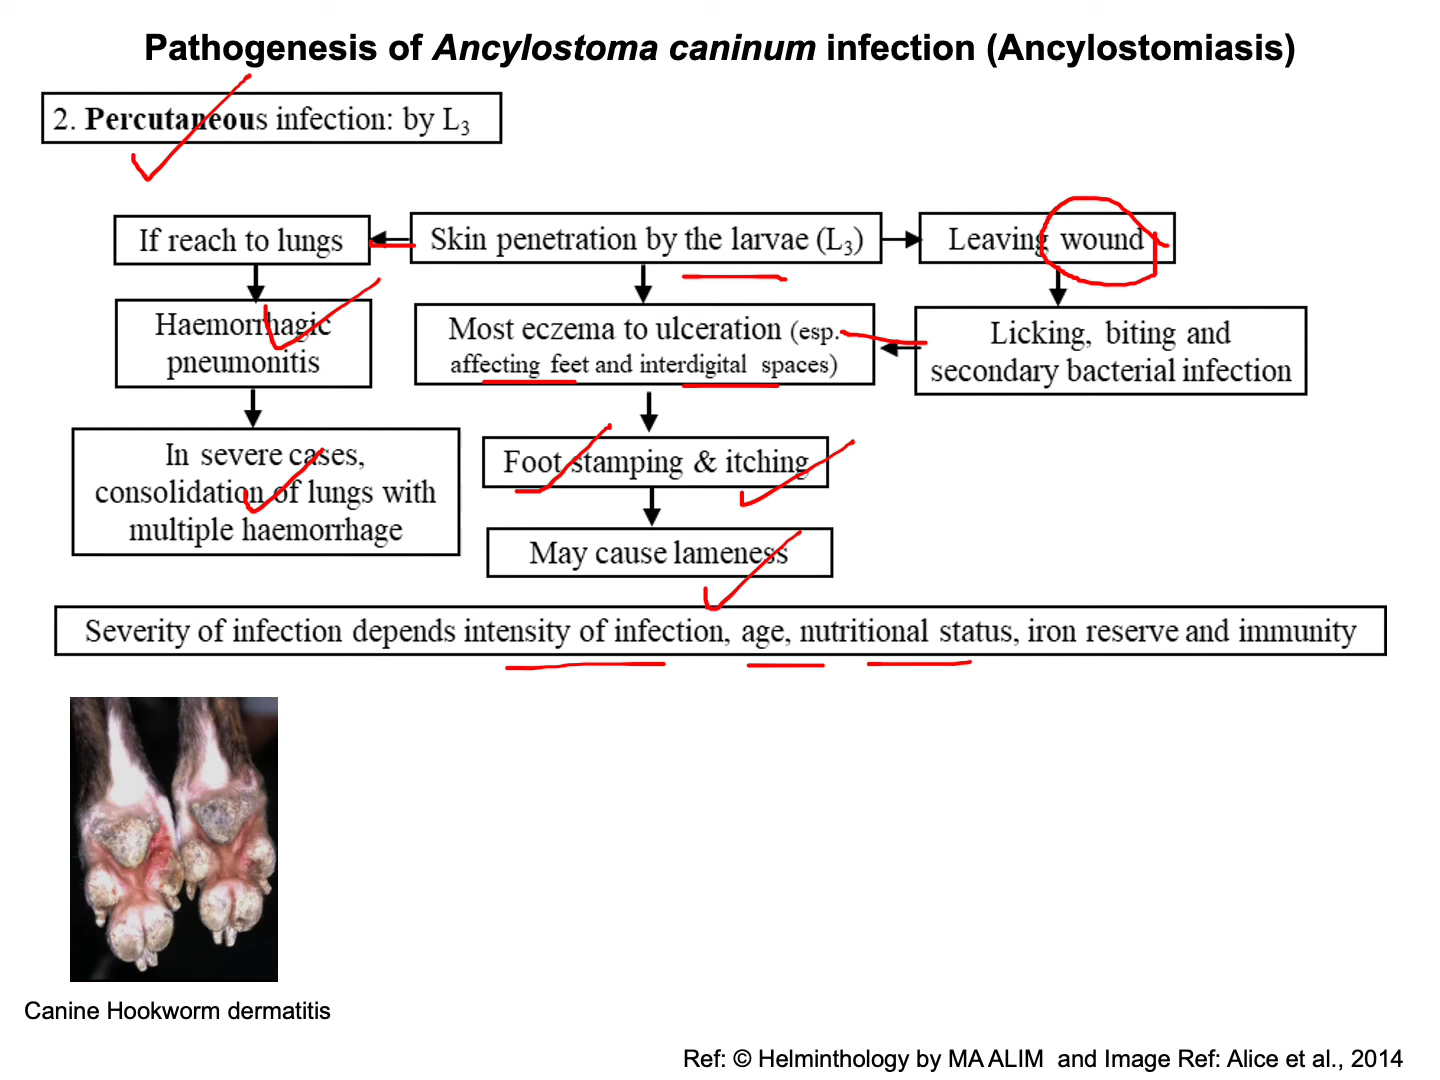 Pathogenesis of Ancylostoma caninum infection (Ancylostomiasis)
2. Percutaneous infection: by L3
If reach to lungs
Skin penetration by the larvae (L3)
Leaving wound
Haemorrhagic
pneumonitis
Most eczema to ulceration (esp.
affecting feet and interdigital spaces)
Licking, biting and
secondary bacterial infection
In severe cases,
consolidation of lungs with
multiple haemorrhage
Foot stamping & itching
May cause lameness
Severity of infection depends intensity of infection, age, nutritional status, iron reserve and immunity
Canine Hookworm dermatitis
Ref: © Helminthology by MA ALIM and Image Ref: Alice et al., 2014